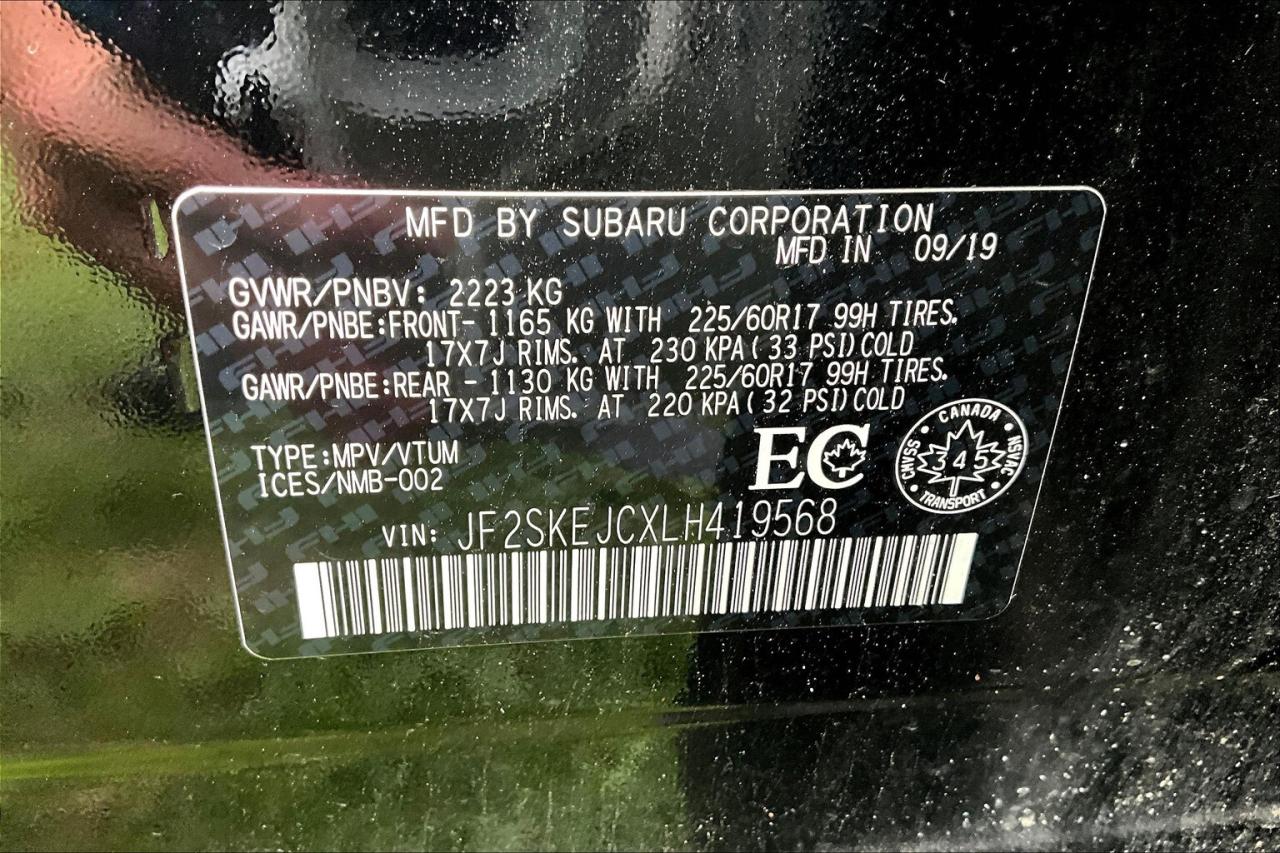 MFD BY SUBARU CORPORATION
MFD IN 09/19
GVWR/PNBV: 2223 KG
GAWR/PNBE:FRONT- 1165 KG WITH 225/60R17 99H TIRES.
17X7J RIMS. AT 230 KPA(33 PSI)COLD
GAWR/PNBE:REAR - 1130 KG WITH 225/60R17 99H TIRES.
17X7J RIMS. AT 220 KPA(32 PSI)COLD
TYPE:MPV/VTUM
ICES/NMB-002
EC
CANADA
CMVSS 345 NSVAC
TRANSPORT
VIN: JF2SKEJCXLH419568